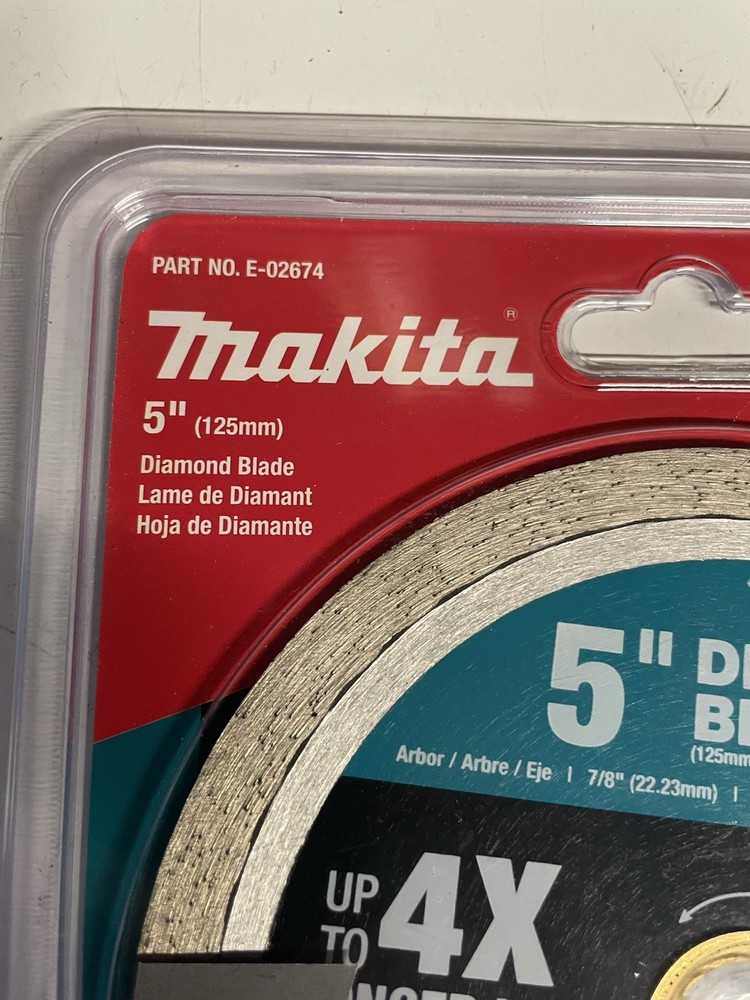 PART NO. E-02674
makita®
5" (125mm)
Diamond Blade
Lame de Diamant
Hoja de Diamante
5"
(125mm
Arbor / Arbre / Eje | 7/8" (22.23mm) |
UP TO 4X